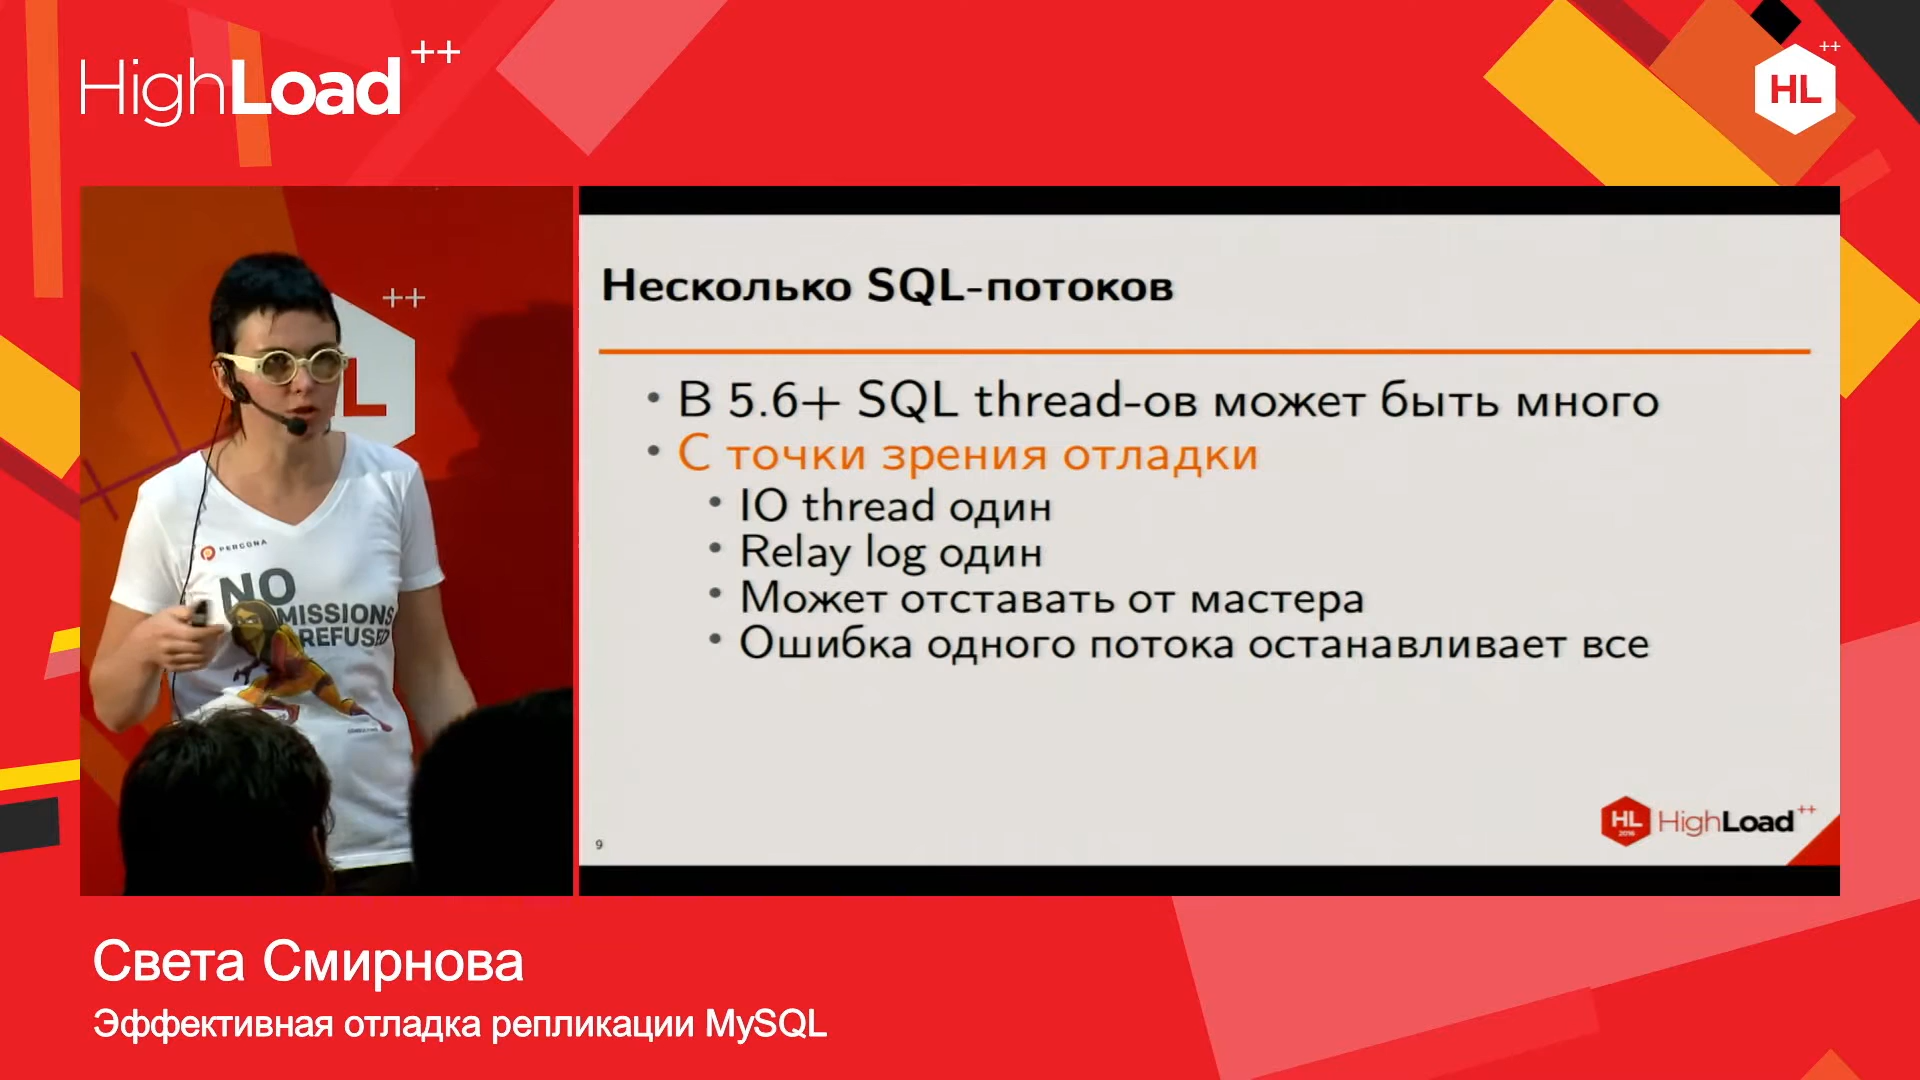 HighLoad++
HL++
++
L
PERCONA
NO
MISSIONS
REFUSED
Несколько SQL-потоков
• В 5.6+ SQL thread-ов может быть много
• С точки зрения отладки
• IO thread один
• Relay log один
• Может отставать от мастера
• Ошибка одного потока останавливает все
9
HL
2016
HighLoad++
Света Смирнова
Эффективная отладка репликации MySQL